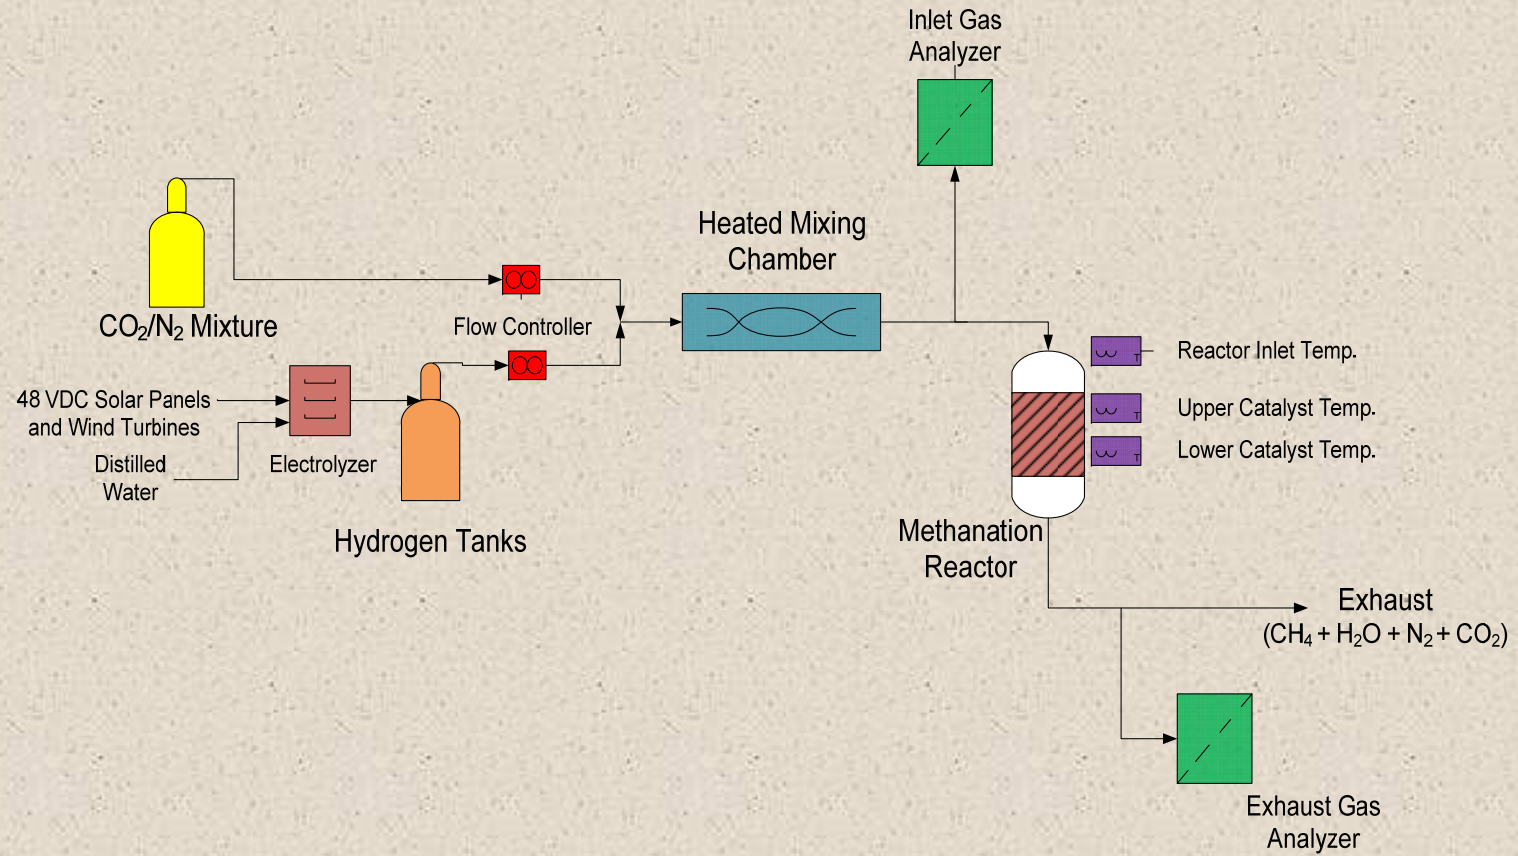 Inlet Gas
Analyzer
Heated Mixing
Chamber
CO₂/N₂ Mixture
Flow Controller
48 VDC Solar Panels
and Wind Turbines
Distilled
Water
Electrolyzer
Hydrogen Tanks
T
Reactor Inlet Temp.
T
Upper Catalyst Temp.
T
Lower Catalyst Temp.
Methanation
Reactor
Exhaust
(CH₄ + H₂O + N₂ + CO₂)
Exhaust Gas
Analyzer